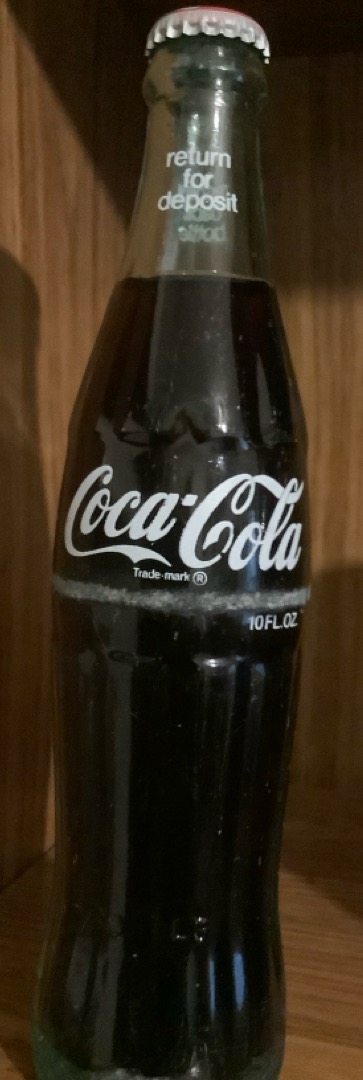 return
for
deposit
Coca-Cola
Trade-mark ®
10 FL. OZ.